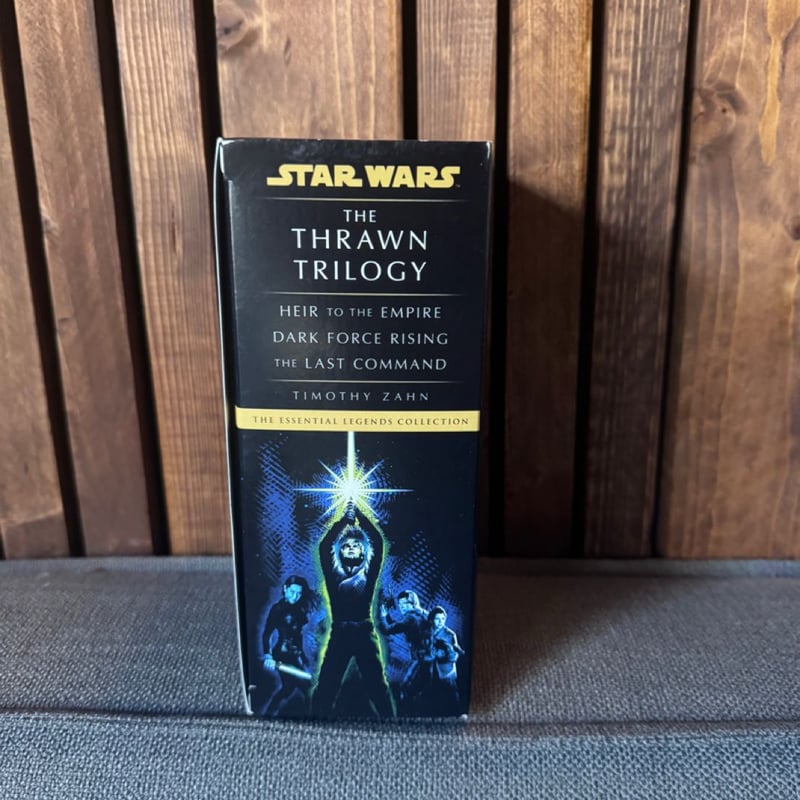 STAR WARS
THE
THRAWN
TRILOGY
HEIR TO THE EMPIRE
DARK FORCE RISING
THE LAST COMMAND
TIMOTHY ZAHN
THE ESSENTIAL LEGENDS COLLECTION